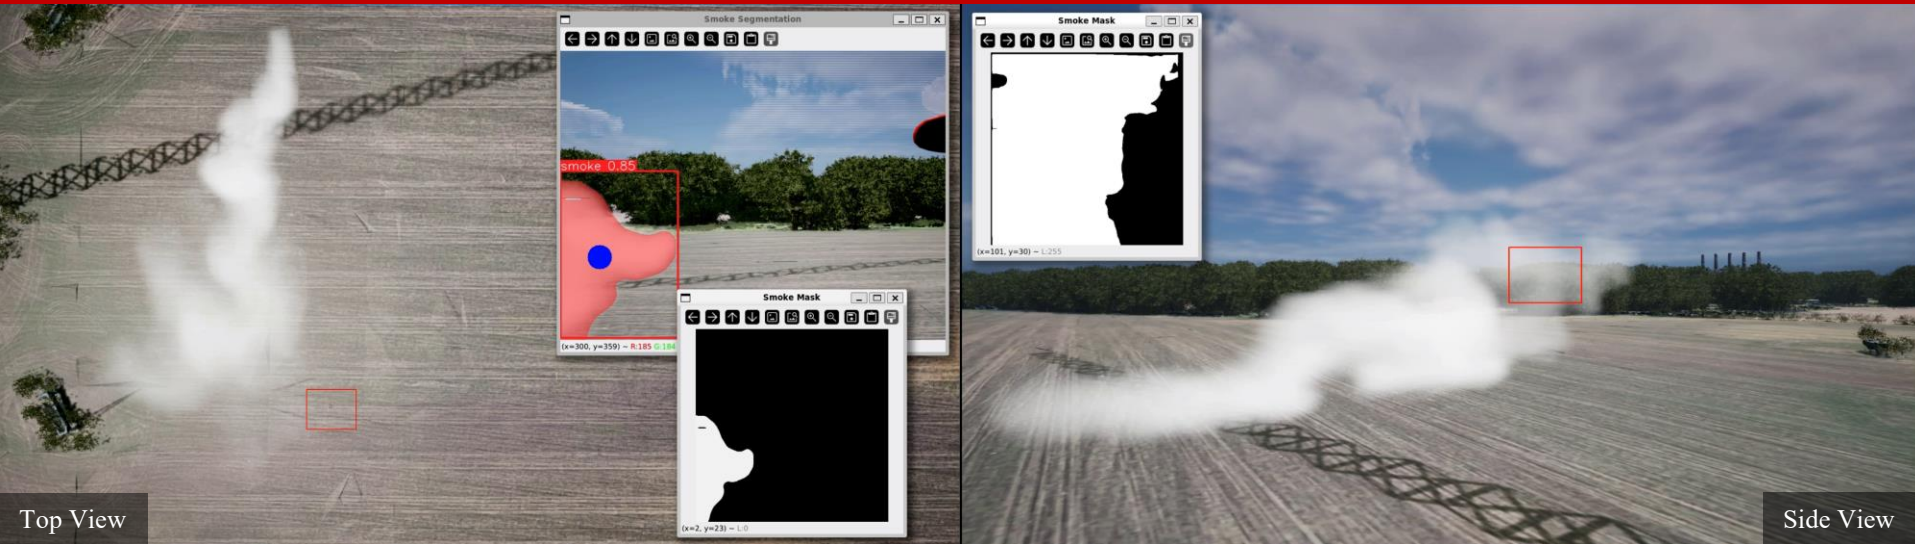 Smoke Segmentation
smoke 0.85
(x=300, y=359) ~ R:185 G:184
Smoke Mask
(x=2, y=23) ~ L:0
Top View
Smoke Mask
(x=101, y=30) ~ L:255
Side View